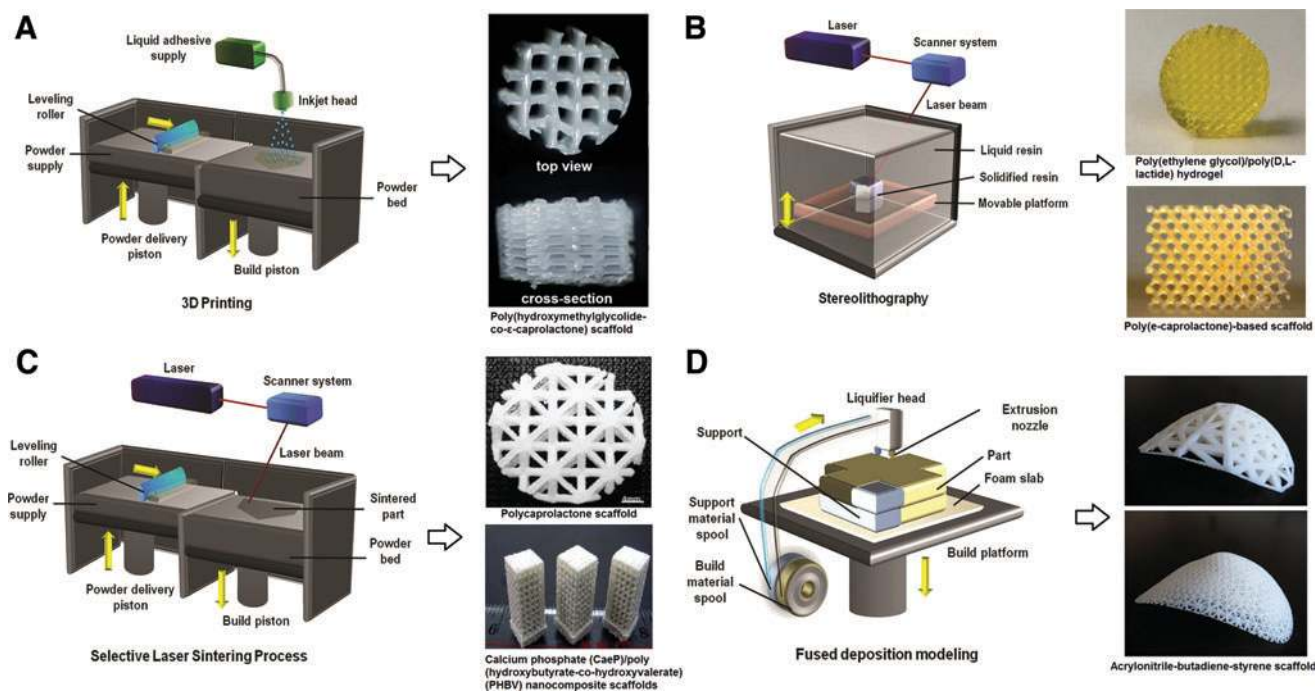 A
Liquid adhesive
supply
Leveling
roller
Inkjet head
Powder
supply
Powder
bed
Powder delivery
piston
Build piston
3D Printing
top view
cross-section
Poly(hydroxymethylglycolide-
co-ε-caprolactone) scaffold
B
Laser
Scanner system
Laser beam
Liquid resin
Solidified resin
Movable platform
Stereolithography
Poly(ethylene glycol)/poly(D,L-
lactide) hydrogel
Poly(e-caprolactone)-based scaffold
C
Laser
Scanner system
Leveling
roller
Laser beam
Powder
supply
Sintered
part
Powder
bed
Powder delivery
piston
Build piston
Selective Laser Sintering Process
1mm
Polycaprolactone scaffold
6
8
Calcium phosphate (CaeP)/poly
(hydroxybutyrate-co-hydroxyvalerate)
(PHBV) nanocomposite scaffolds
D
Liquifier head
Extrusion
nozzle
Support
Part
Foam slab
Support
material
spool
Build platform
Build
material
spool
Fused deposition modeling
Acrylonitrile-butadiene-styrene scaffold